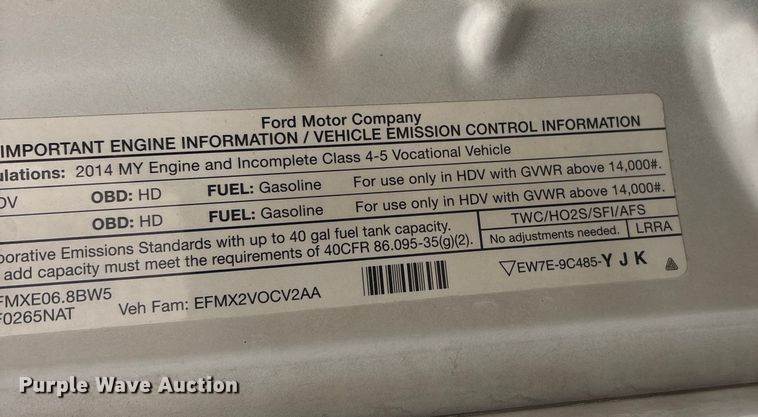 Ford Motor Company
IMPORTANT ENGINE INFORMATION / VEHICLE EMISSION CONTROL INFORMATION
ulations: 2014 MY Engine and Incomplete Class 4-5 Vocational Vehicle
DV OBD: HD FUEL: Gasoline For use only in HDV with GVWR above 14,000#.
OBD: HD FUEL: Gasoline For use only in HDV with GVWR above 14,000#.
porative Emissions Standards with up to 40 gal fuel tank capacity.
add capacity must meet the requirements of 40CFR 86.095-35(g)(2).
TWC/HO2S/SFI/AFS
No adjustments needed. LRRA
FMXE06.8BW5
F0265NAT
Veh Fam: EFMX2VOCV2AA
EW7E-9C485-Y J K
Purple Wave Auction